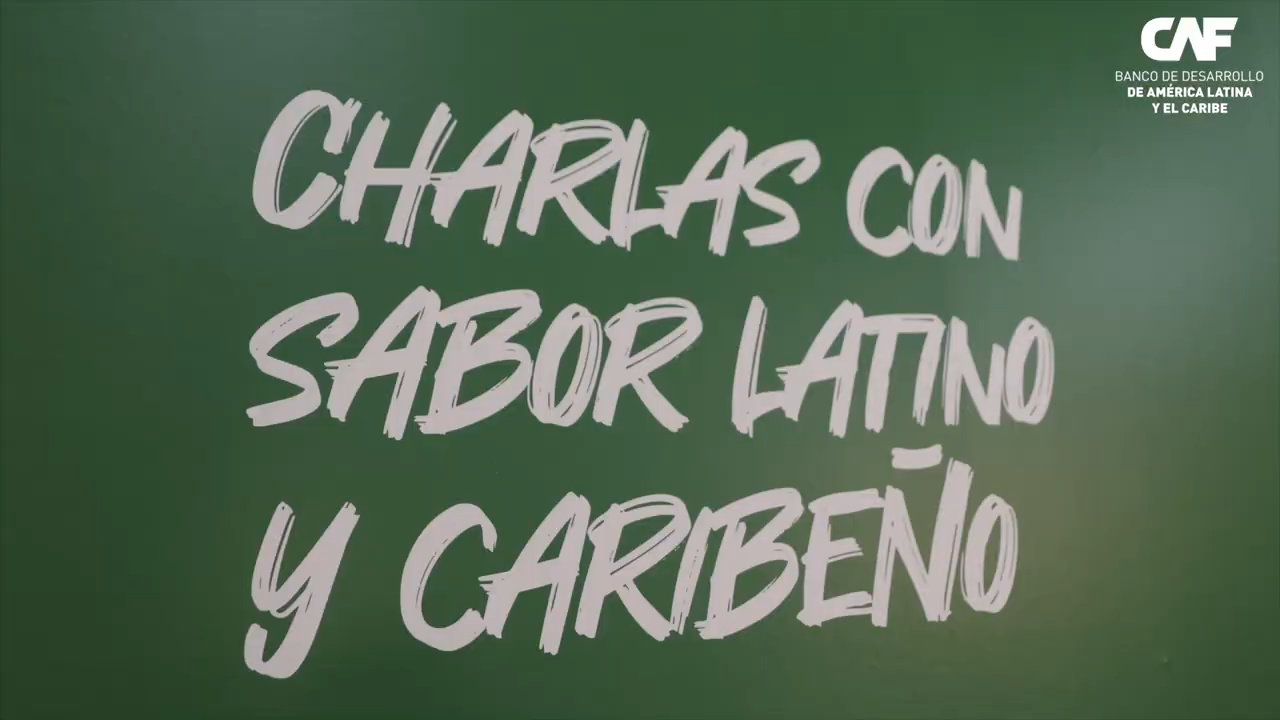 CAF
BANCO DE DESARROLLO
DE AMÉRICA LATINA
Y EL CARIBE
CHARLAS CON
SABOR LATINO
Y CARIBEÑO